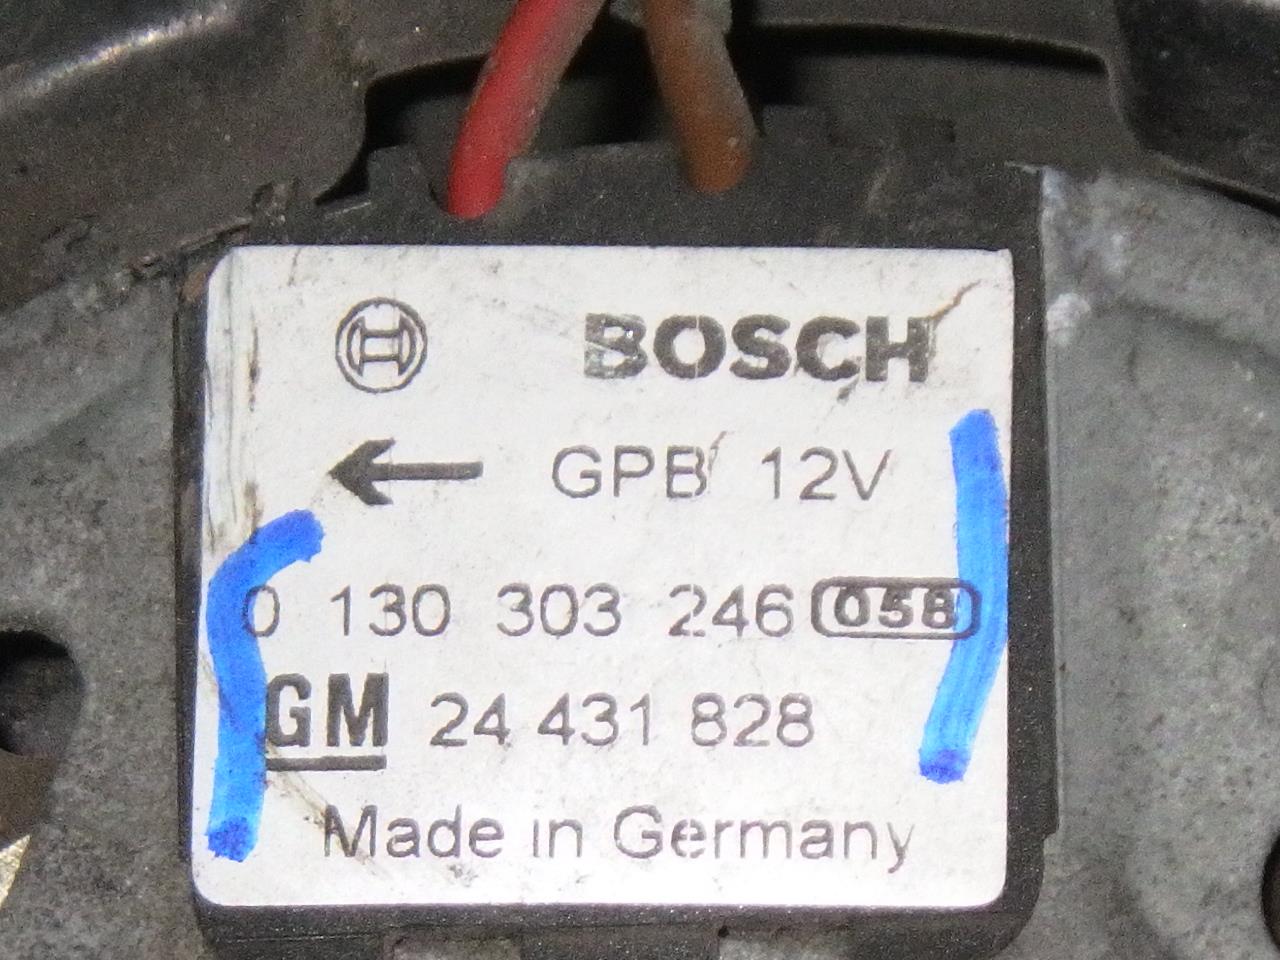 BOSCH
GPB 12V
0 130 303 246 058
GM 24 431 828
Made in Germany